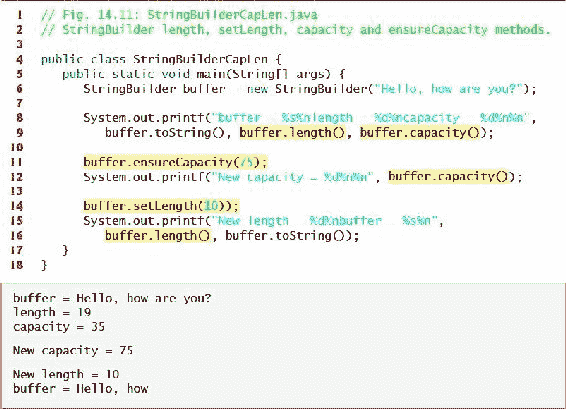 1 // Fig. 14.11: StringBuilderCapLen.java
2 // StringBuilder length, setLength, capacity and ensureCapacity methods.
3
4 public class StringBuilderCapLen {
5 public static void main(String[] args) {
6 StringBuilder buffer = new StringBuilder("Hello, how are you?");
7
8 System.out.printf("buffer = %s%nlength = %d%ncapacity = %d%n%n",
9 buffer.toString(), buffer.length(), buffer.capacity());
10
11 buffer.ensureCapacity(75);
12 System.out.printf("New capacity = %d%n%n", buffer.capacity());
13
14 buffer.setLength(10));
15 System.out.printf("New length = %d%nbuffer = %s%n",
16 buffer.length(), buffer.toString());
17 }
18 }
buffer = Hello, how are you?
length = 19
capacity = 35
New capacity = 75
New length = 10
buffer = Hello, how